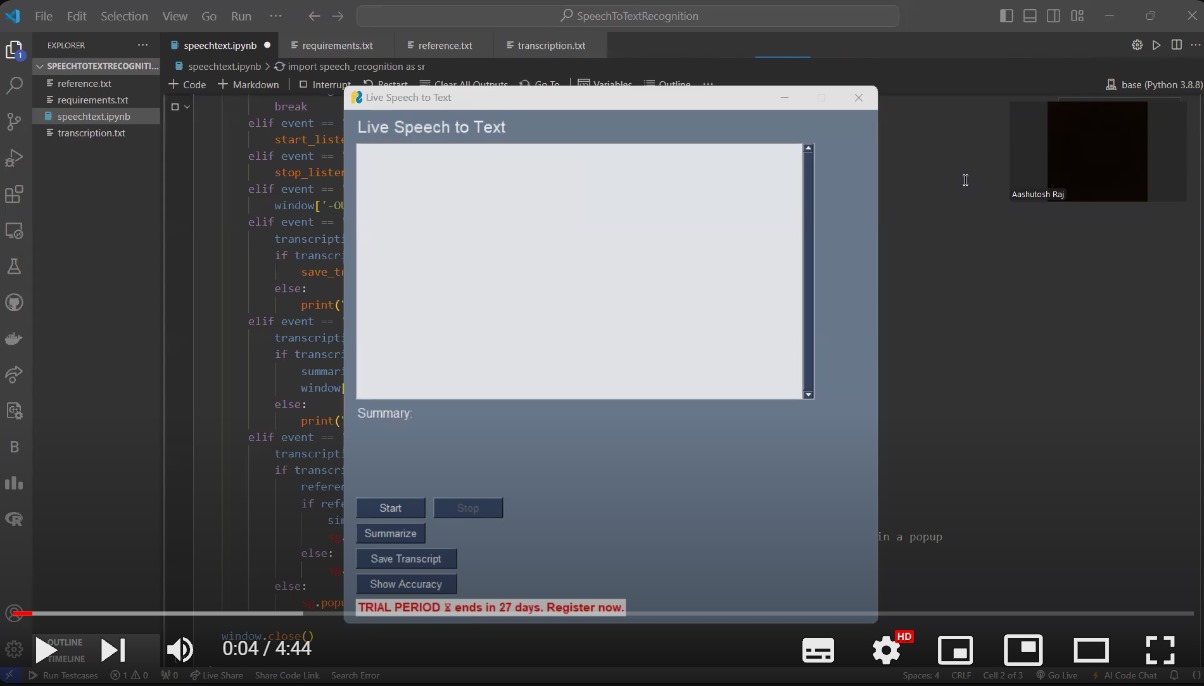 File Edit Selection View Go Run ... SpeechToTextRecognition
EXPLORER ...
speechtext.ipynb requirements.txt reference.txt transcription.txt
SPEECHTOTEXTRECOGNITI...
speechtext.ipynb > import speech_recognition as sr
reference.txt
requirements.txt
speechtext.ipynb
transcription.txt
+ Code + Markdown Interrupt Restart Clear All Outputs Go To Variables Outline ...
base (Python 3.8.8)
Live Speech to Text
Live Speech to Text
break
elif event ==
start_liste
elif event ==
stop_listen
elif event ==
window['-OU
elif event ==
transcripti
if transcri
save_to
else:
print('
elif event ==
transcripti
if transcri
summari
window[
else:
print('
elif event ==
transcripti
if transcri
referen
if refe
sim
else:
else:
sg.popu
window.close()
in a popup
Aashutosh Raj
Summary:
Start Stop
Summarize
Save Transcript
Show Accuracy
TRIAL PERIOD ⌛ ends in 27 days. Register now.
OUTLINE
TIMELINE
0:04 / 4:44
HD
Run Testcases 1 0 0 Live Share Share Code Link Search Error
Spaces: 4 CRLF Cell 2 of 3 Go Live AI Code Chat